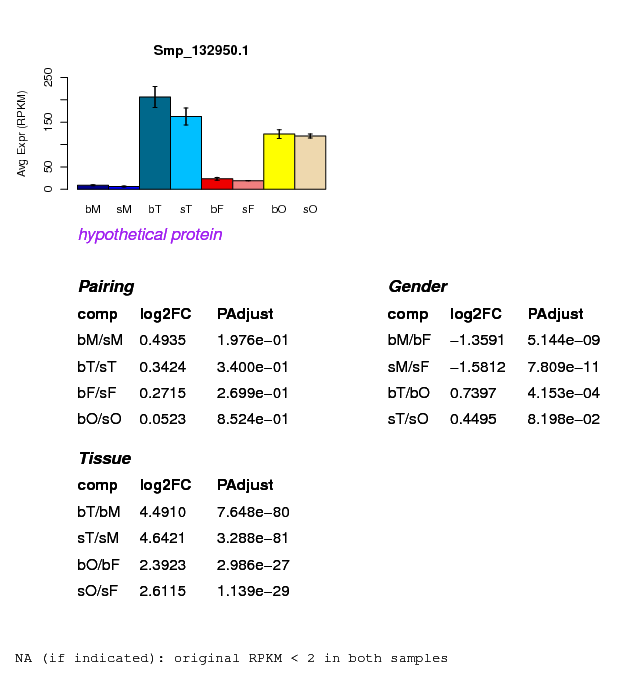 Smp_132950.1
Avg Expr (RPKM)
250
150
50
0
bM sM bT sT bF sF bO sO
hypothetical protein
Pairing
comp log2FC PAdjust
bM/sM 0.4935 1.976e−01
bT/sT 0.3424 3.400e−01
bF/sF 0.2715 2.699e−01
bO/sO 0.0523 8.524e−01
Gender
comp log2FC PAdjust
bM/bF −1.3591 5.144e−09
sM/sF −1.5812 7.809e−11
bT/bO 0.7397 4.153e−04
sT/sO 0.4495 8.198e−02
Tissue
comp log2FC PAdjust
bT/bM 4.4910 7.648e−80
sT/sM 4.6421 3.288e−81
bO/bF 2.3923 2.986e−27
sO/sF 2.6115 1.139e−29
NA (if indicated): original RPKM < 2 in both samples